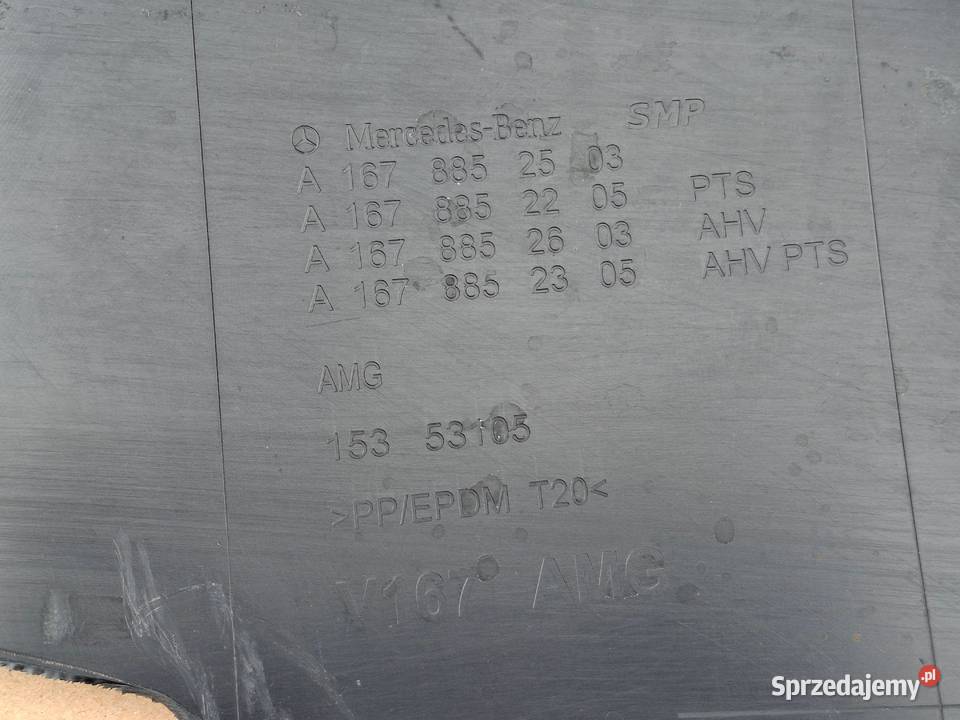 Mercedes-Benz SMP
A 167 885 25 03
A 167 885 22 05 PTS
A 167 885 26 03 AHV
A 167 885 23 05 AHV PTS
AMG
153 53105
>PP/EPDM T20<
V167 AMG
Sprzedajemy.pl